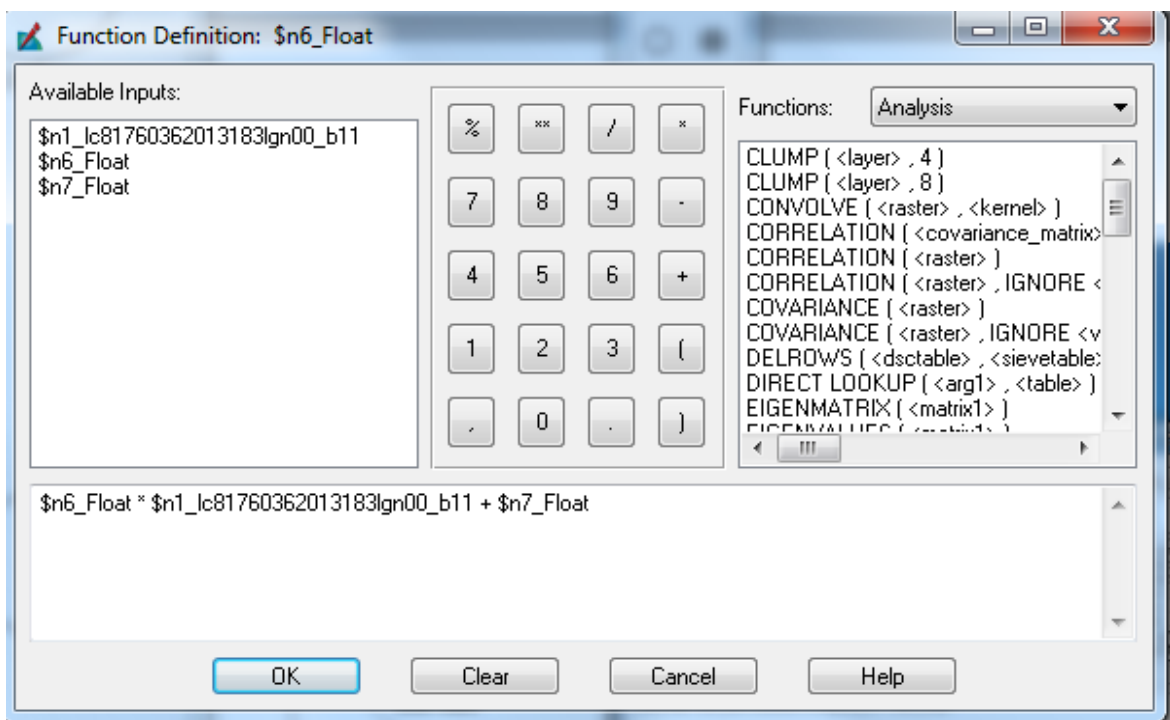 Function Definition: $n6_Float
Available Inputs:
$n1_lc81760362013183lgn00_b11
$n6_Float
$n7_Float
% ** / *
7 8 9 -
4 5 6 +
1 2 3 (
, 0 . )
Functions: Analysis
CLUMP ( <layer> , 4 )
CLUMP ( <layer> , 8 )
CONVOLVE ( <raster> , <kernel> )
CORRELATION ( <covariance_matrix>
CORRELATION ( <raster> )
CORRELATION ( <raster> , IGNORE <
COVARIANCE ( <raster> )
COVARIANCE ( <raster> , IGNORE <v
DELROWS ( <dsctable> , <sievetable>
DIRECT LOOKUP ( <arg1> , <table> )
EIGENMATRIX ( <matrix1> )
EIGENVALUES ( <matrix1> )
$n6_Float * $n1_lc81760362013183lgn00_b11 + $n7_Float
OK Clear Cancel Help